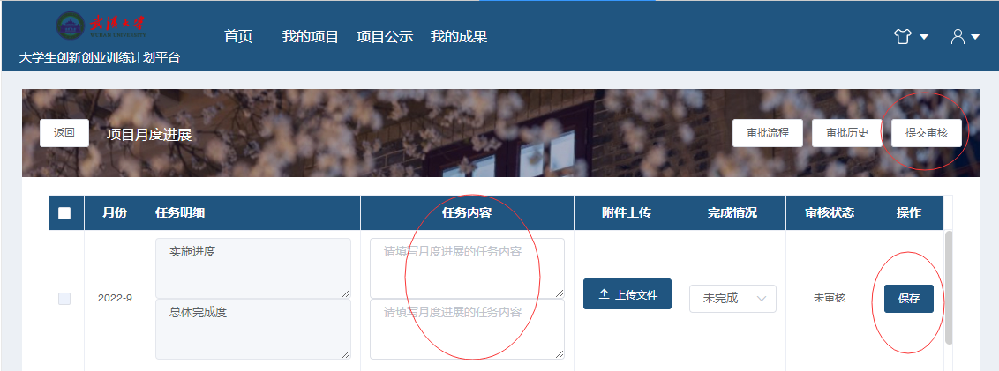 武汉大学
WUHAN UNIVERSITY
大学生创新创业训练计划平台
首页 我的项目 项目公示 我的成果
返回 项目月度进展 审批流程 审批历史 提交审核
月份 任务明细 任务内容 附件上传 完成情况 审核状态 操作
实施进度 请填写月度进展的任务内容
2022-9 上传文件 未完成 未审核 保存
总体完成度 请填写月度进展的任务内容